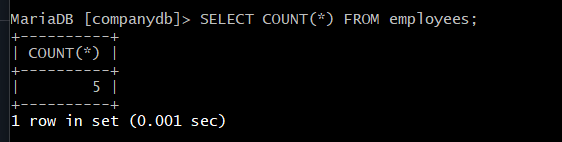 MariaDB [companydb]> SELECT COUNT(*) FROM employees;
+----------+
| COUNT(*) |
+----------+
|        5 |
+----------+
1 row in set (0.001 sec)